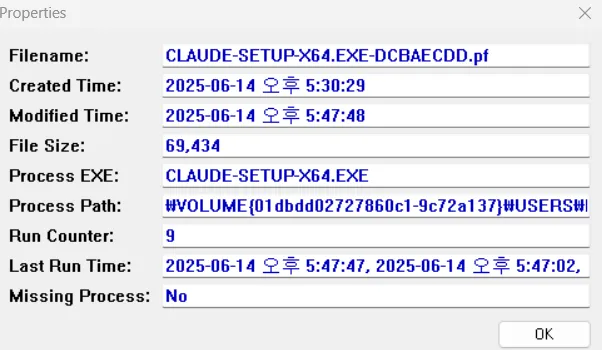 Properties
Filename: CLAUDE-SETUP-X64.EXE-DCBAECDD.pf
Created Time: 2025-06-14 오후 5:30:29
Modified Time: 2025-06-14 오후 5:47:48
File Size: 69,434
Process EXE: CLAUDE-SETUP-X64.EXE
Process Path: ₩VOLUME{01dbdd02727860c1-9c72a137}₩USERS₩
Run Counter: 9
Last Run Time: 2025-06-14 오후 5:47:47, 2025-06-14 오후 5:47:02,
Missing Process: No
OK